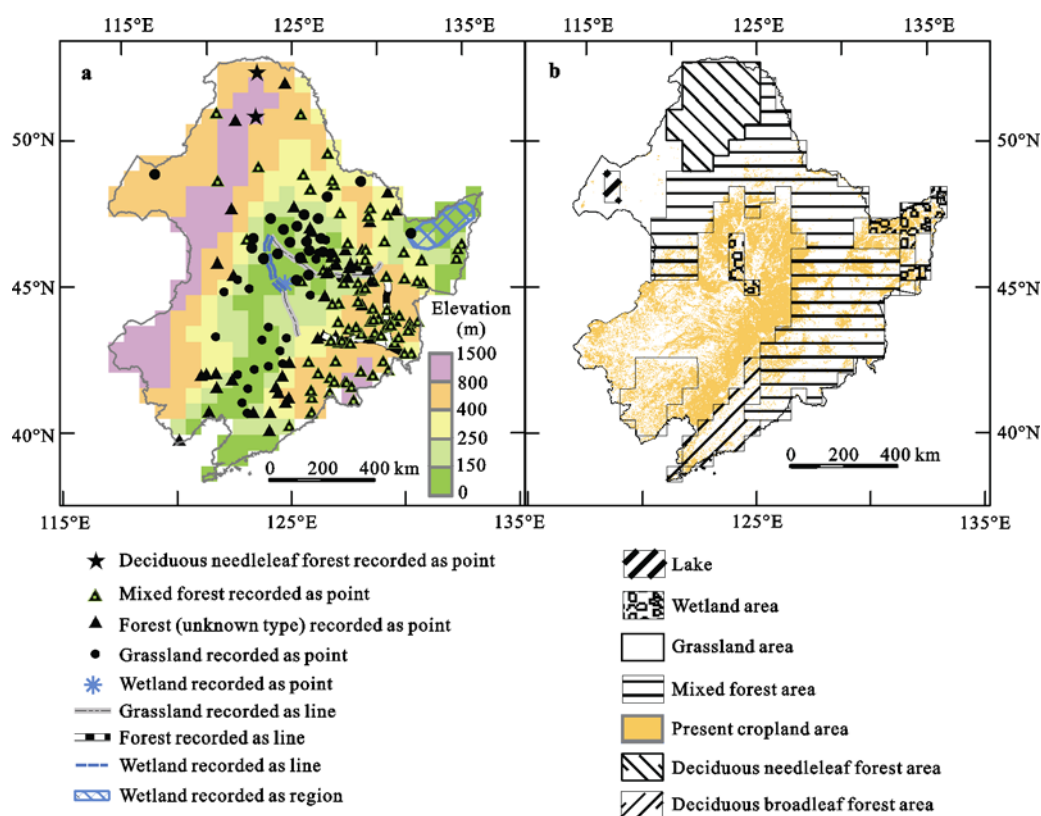 115°E 125°E 135°E
115°E 125°E 135°E
a
b
50°N
45°N
40°N
50°N
45°N
40°N
Elevation
(m)
1500
800
400
250
150
0
0 200 400 km
0 200 400 km
115°E 125°E 135°E
115°E 125°E 135°E
Deciduous needleleaf forest recorded as point
Mixed forest recorded as point
Forest (unknown type) recorded as point
Grassland recorded as point
Wetland recorded as point
Grassland recorded as line
Forest recorded as line
Wetland recorded as line
Wetland recorded as region
Lake
Wetland area
Grassland area
Mixed forest area
Present cropland area
Deciduous needleleaf forest area
Deciduous broadleaf forest area